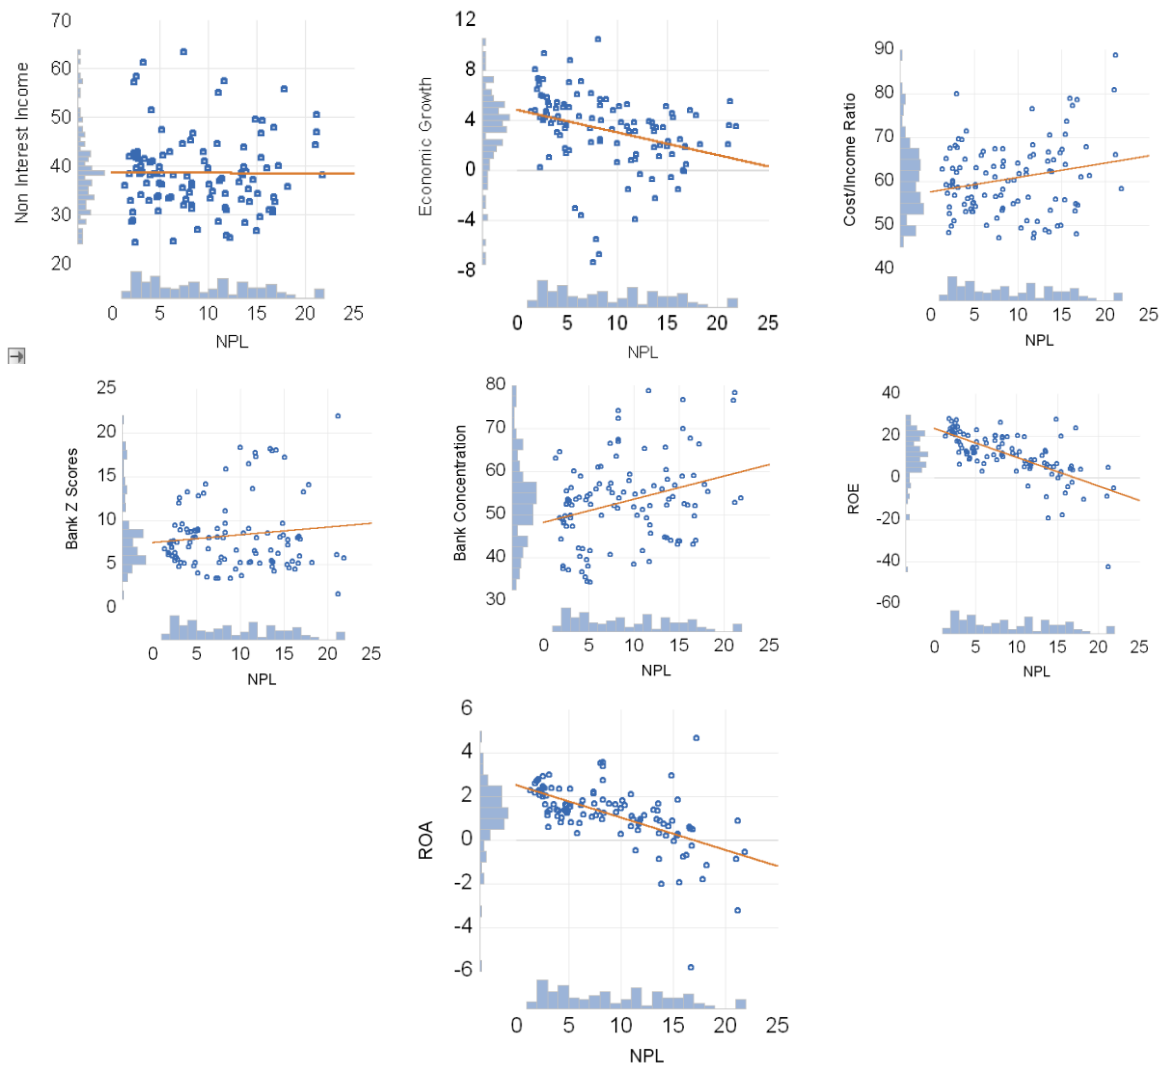 Non Interest Income
70
60
50
40
30
20
0 5 10 15 20 25
NPL
Economic Growth
12
8
4
0
-4
-8
0 5 10 15 20 25
NPL
Cost/Income Ratio
90
80
70
60
50
40
0 5 10 15 20 25
NPL
Bank Z Scores
25
20
15
10
5
0
0 5 10 15 20 25
NPL
Bank Concentration
80
70
60
50
40
30
0 5 10 15 20 25
NPL
ROE
40
20
0
-20
-40
-60
0 5 10 15 20 25
NPL
ROA
6
4
2
0
-2
-4
-6
0 5 10 15 20 25
NPL